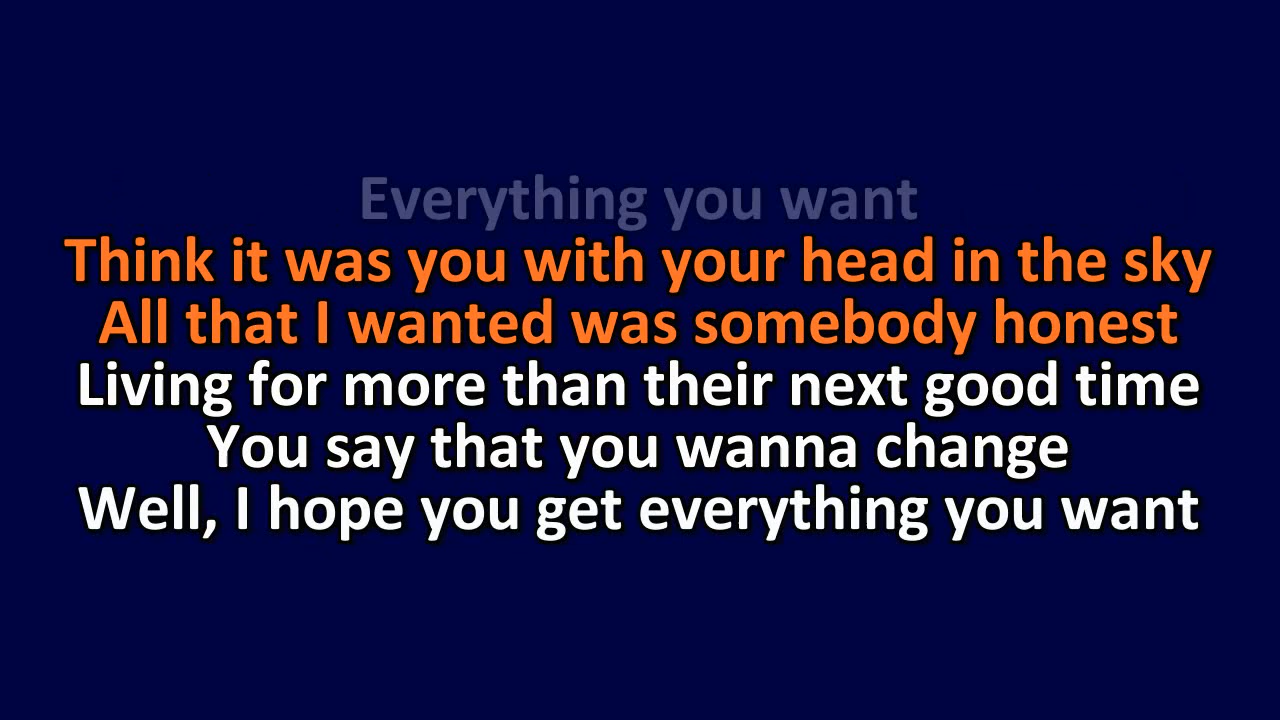 Everything you want
Think it was you with your head in the sky
All that I wanted was somebody honest
Living for more than their next good time
You say that you wanna change
Well, I hope you get everything you want